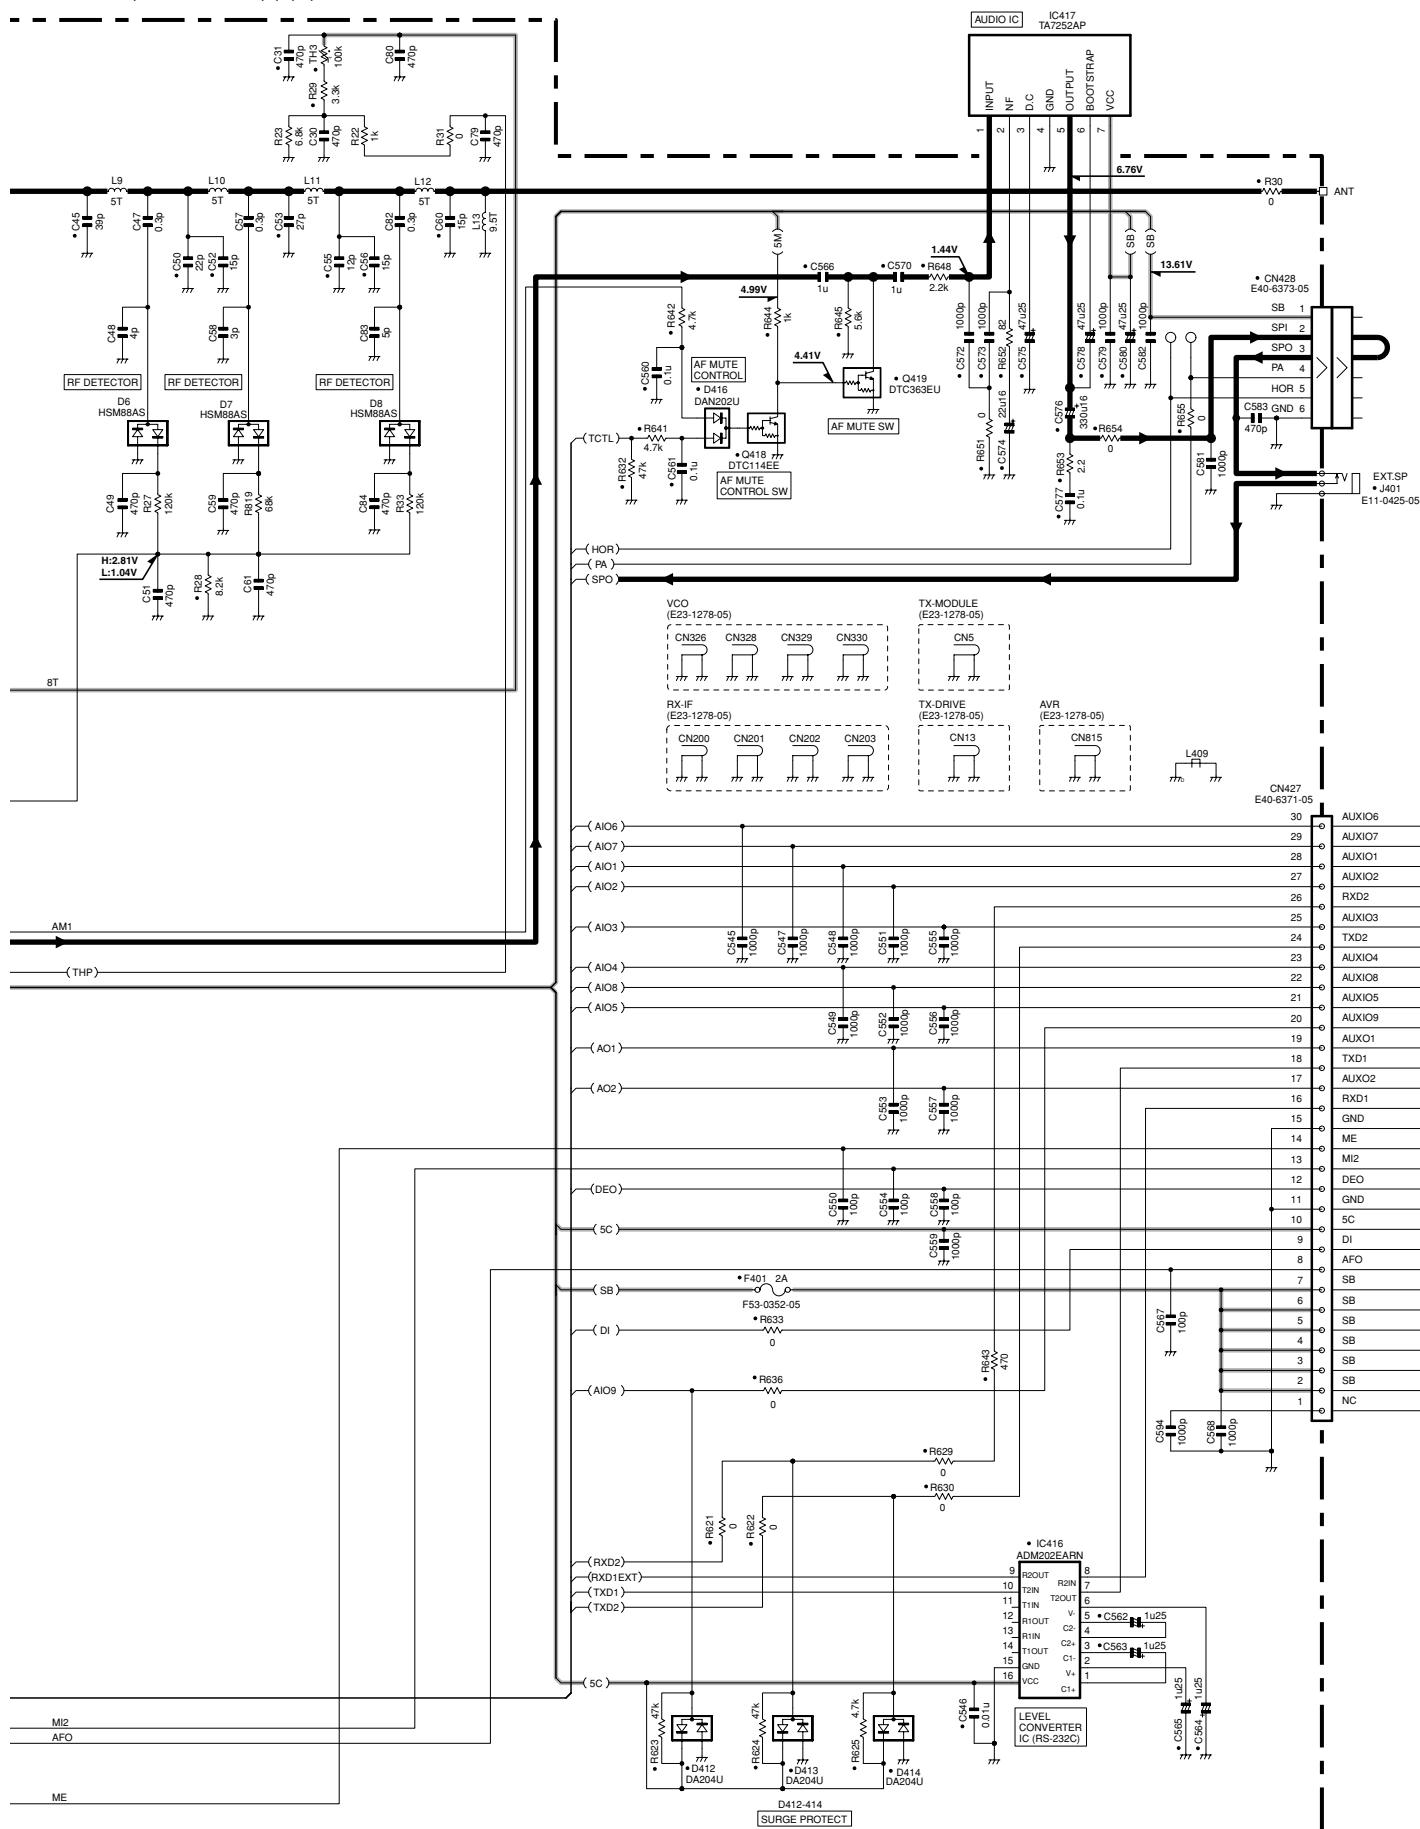 AUDIO IC
IC417
TA7252AP
INPUT
NF
D.C
GND
OUTPUT
BOOTSTRAP
VCC
1
2
3
4
5
6
7
6.76V
• C31
470p
• TH3
100k
C80
470p
• R29
3.3k
R23
6.8k
C30
470p
R22
1k
R31
0
C79
470p
L9
5T
L10
5T
L11
5T
L12
5T
• R30
0
ANT
• C45
39p
C47
0.3p
C57
0.3p
• C53
27p
C82
0.3p
• C60
15p
L13
9.5T
• C50
22p
• C52
15p
C55
12p
• C56
15p
C48
4p
C58
3p
C83
5p
RF DETECTOR
RF DETECTOR
RF DETECTOR
D6
HSM88AS
D7
HSM88AS
D8
HSM88AS
C49
470p
R27
120k
C59
470p
R819
68k
C84
470p
R33
120k
H:2.81V
L:1.04V
C51
470p
• R28
8.2k
C61
470p
8T
5M
SB
SB
• C566
1u
• C570
1u
• R648
2.2k
1.44V
13.61V
4.99V
• R642
4.7k
• R644
1k
• R645
5.6k
4.41V
• C560
0.1u
AF MUTE
CONTROL
• D416
DAN202U
• Q419
DTC363EU
AF MUTE SW
TCTL
• R641
4.7k
• R632
47k
• C561
0.1u
• Q418
DTC114EE
AF MUTE
CONTROL SW
• C572
1000p
• C573
1000p
• R652
82
• C575
47u25
• R651
0
• C574
22u16
• C578
47u25
• C579
1000p
• C580
47u25
• C582
1000p
• C576
330u16
• R654
0
• R653
2.2
• C577
0.1u
C581
1000p
• R655
0
C583
470p
• CN428
E40-6373-05
SB 1
SPI 2
SPO 3
PA 4
HOR 5
GND 6
EXT.SP
• J401
E11-0425-05
HOR
PA
SPO
VCO
(E23-1278-05)
CN326
CN328
CN329
CN330
TX-MODULE
(E23-1278-05)
CN5
RX-IF
(E23-1278-05)
CN200
CN201
CN202
CN203
TX-DRIVE
(E23-1278-05)
CN13
AVR
(E23-1278-05)
CN815
L409
CN427
E40-6371-05
AIO6
30 AUXIO6
AIO7
29 AUXIO7
AIO1
28 AUXIO1
AIO2
27 AUXIO2
26 RXD2
AIO3
25 AUXIO3
24 TXD2
AIO4
23 AUXIO4
AIO8
22 AUXIO8
AIO5
21 AUXIO5
20 AUXIO9
AO1
19 AUXO1
18 TXD1
AO2
17 AUXO2
16 RXD1
15 GND
14 ME
13 MI2
DEO
12 DEO
11 GND
5C
10 5C
9 DI
8 AFO
SB
7 SB
6 SB
5 SB
4 SB
3 SB
2 SB
1 NC
AM1
THP
C545
1000p
C547
1000p
C548
1000p
C551
1000p
C555
1000p
C549
1000p
C552
1000p
C556
1000p
C553
1000p
C557
1000p
C550
100p
C554
100p
C558
100p
C559
1000p
• F401 2A
F53-0352-05
DI
• R633
0
C567
100p
• R643
470
AIO9
• R636
0
C594
1000p
C568
1000p
• R629
0
• R630
0
• R621
0
• R622
0
RXD2
RXD1EXT
TXD1
TXD2
• IC416
ADM202EARN
9 R2OUT
10 T2IN
11 T1IN
12 R1OUT
13 R1IN
14 T1OUT
15 GND
16 VCC
R2IN 8
T2OUT 7
V- 6
C2- 5
C2+ 4
C1- 3
V+ 2
C1+ 1
• C562 1u25
• C563 1u25
• C565
1u25
• C564
1u25
LEVEL
CONVERTER
IC (RS-232C)
5C
• C546
0.01u
• R623
47k
• D412
DA204U
• R624
47k
• D413
DA204U
• R625
4.7k
• D414
DA204U
D412-414
SURGE PROTECT
MI2
AFO
ME